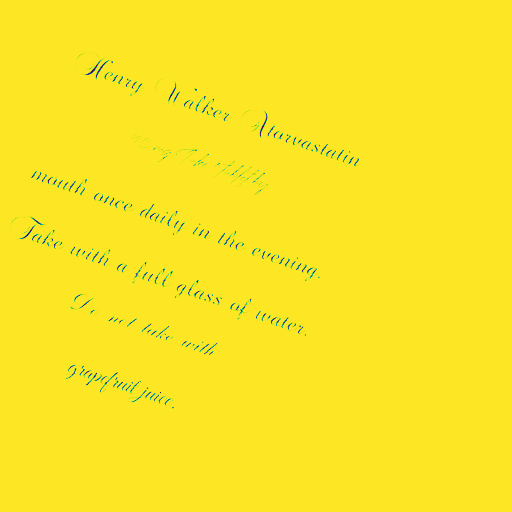 Henry Walker Atorvastatin
mouth once daily in the evening.
Take with a full glass of water.
Do not take with
grapefruit juice.